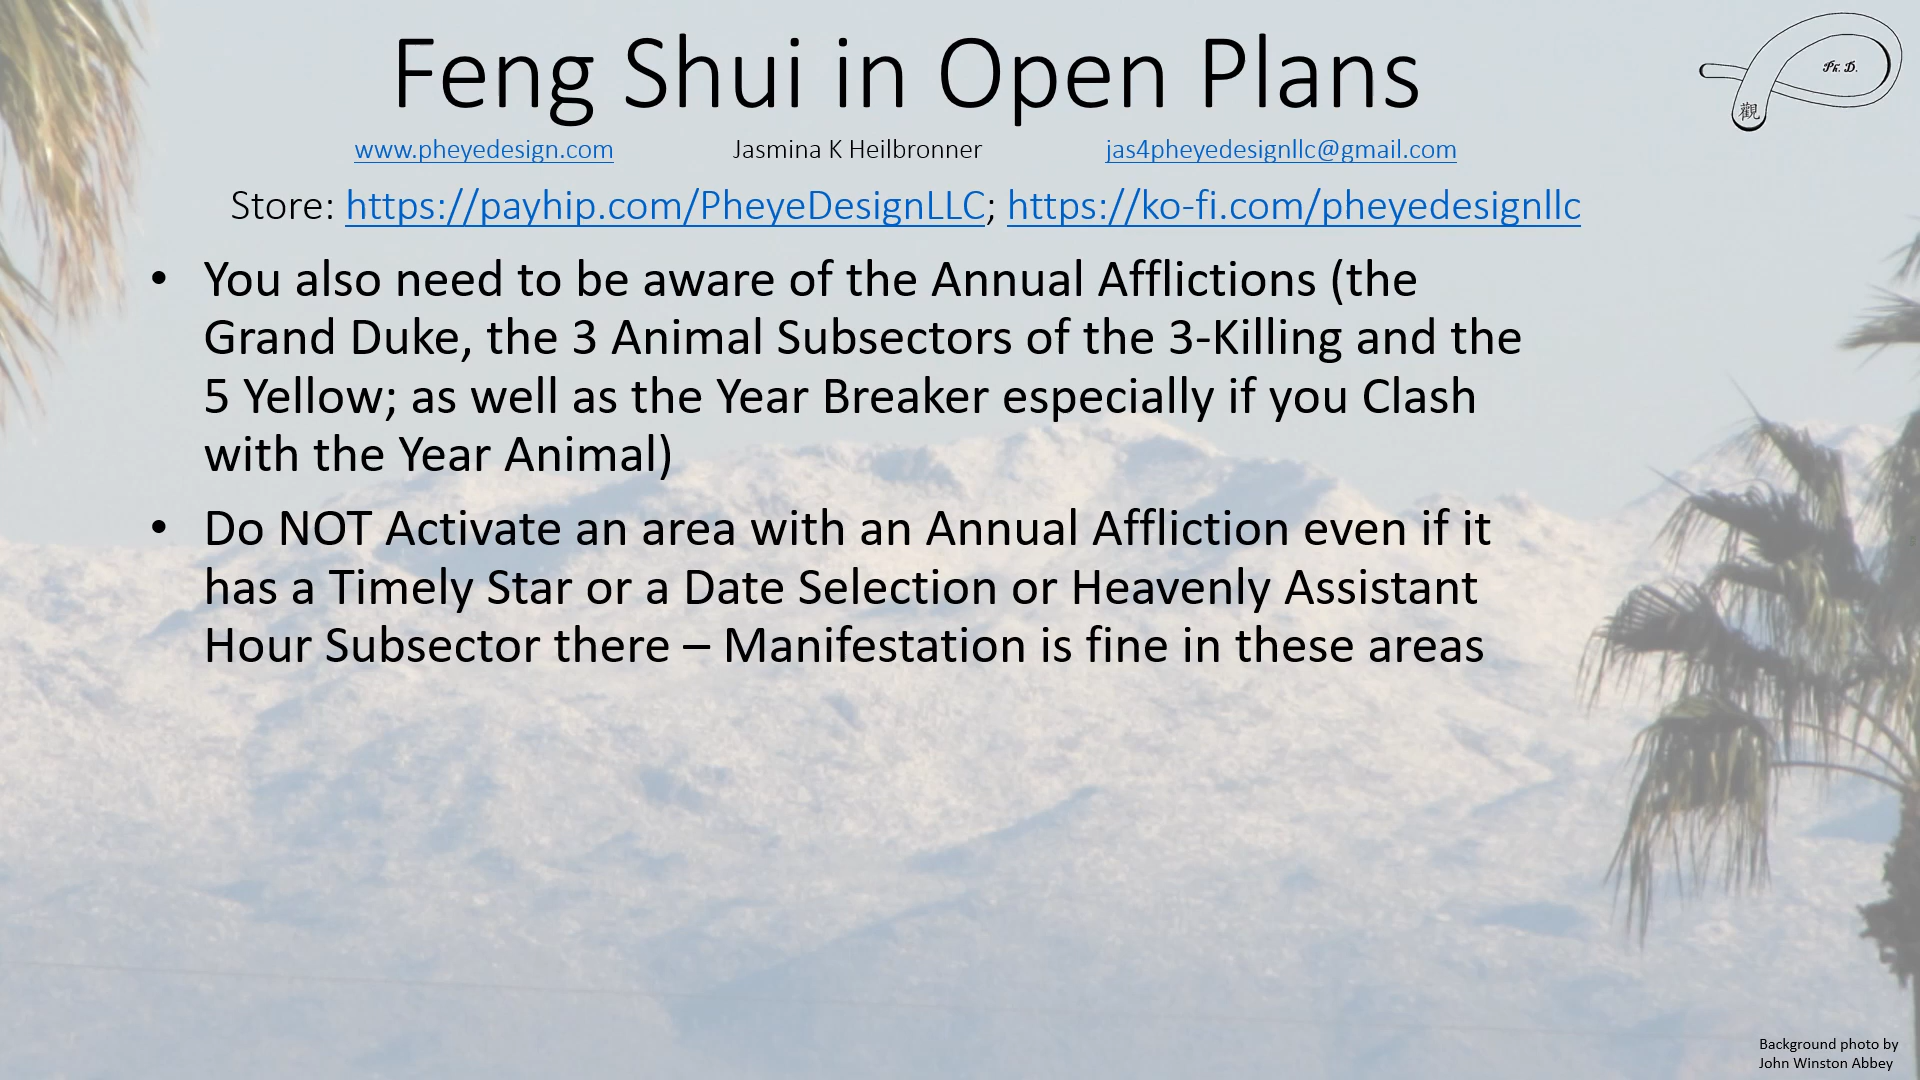 Feng Shui in Open Plans
www.pheyedesign.com Jasmina K Heilbronner jas4pheyedesignllc@gmail.com
Store: https://payhip.com/PheyeDesignLLC; https://ko-fi.com/pheyedesignllc
Ph. D.
觀
• You also need to be aware of the Annual Afflictions (the
Grand Duke, the 3 Animal Subsectors of the 3-Killing and the
5 Yellow; as well as the Year Breaker especially if you Clash
with the Year Animal)
• Do NOT Activate an area with an Annual Affliction even if it
has a Timely Star or a Date Selection or Heavenly Assistant
Hour Subsector there – Manifestation is fine in these areas
Background photo by
John Winston Abbey